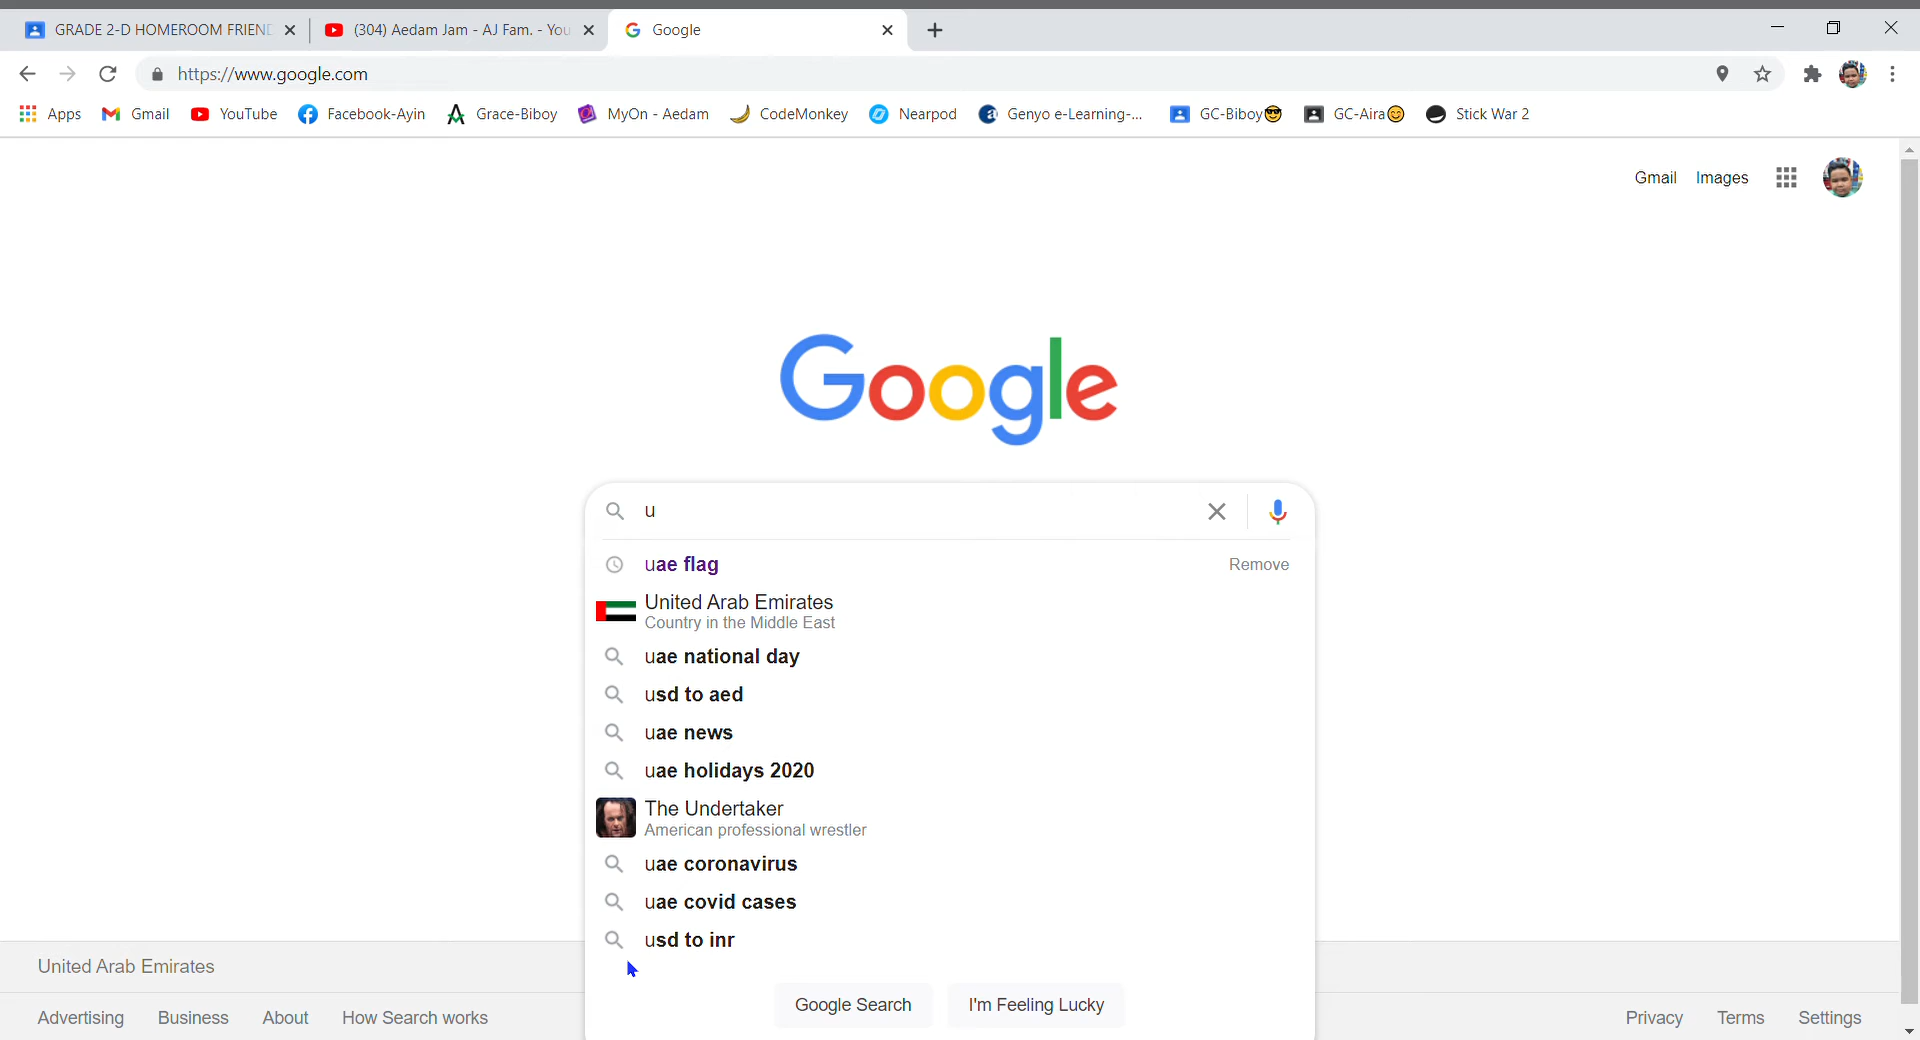 GRADE 2-D HOMEROOM FRIEN
(304) Aedam Jam - AJ Fam. - You
Google
https://www.google.com
Apps
Gmail
YouTube
Facebook-Ayin
Grace-Biboy
MyOn - Aedam
CodeMonkey
Nearpod
Genyo e-Learning-...
GC-Biboy😎
GC-Aira😊
Stick War 2
Gmail
Images
Google
u
uae flag
Remove
United Arab Emirates
Country in the Middle East
uae national day
usd to aed
uae news
uae holidays 2020
The Undertaker
American professional wrestler
uae coronavirus
uae covid cases
usd to inr
Google Search
I'm Feeling Lucky
United Arab Emirates
Advertising
Business
About
How Search works
Privacy
Terms
Settings